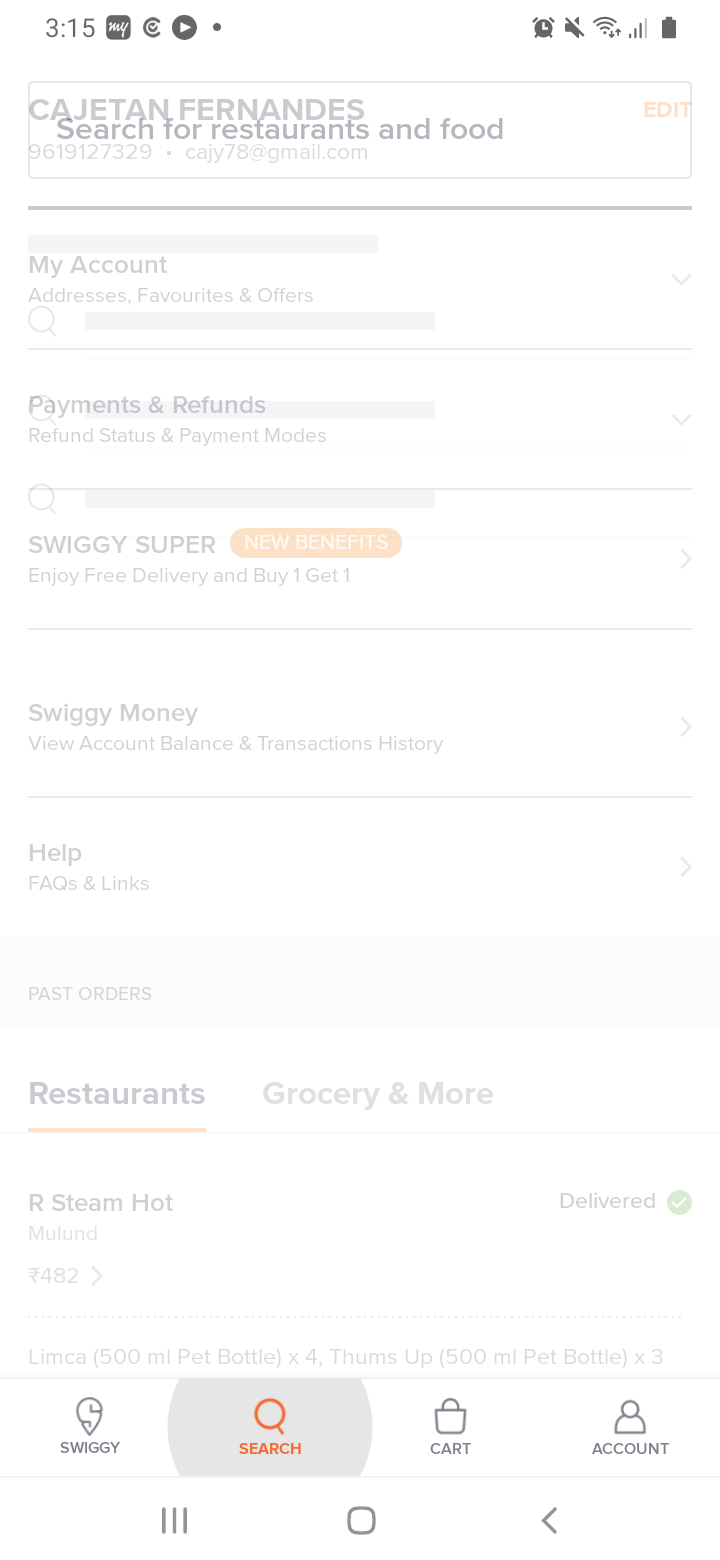 3:15
my
CAJETAN FERNANDES
EDIT
Search for restaurants and food
9619127329 • cajy78@gmail.com
My Account
Addresses, Favourites & Offers
Payments & Refunds
Refund Status & Payment Modes
SWIGGY SUPER NEW BENEFITS
Enjoy Free Delivery and Buy 1 Get 1
Swiggy Money
View Account Balance & Transactions History
Help
FAQs & Links
PAST ORDERS
Restaurants Grocery & More
R Steam Hot Delivered
Mulund
₹482
Limca (500 ml Pet Bottle) x 4, Thums Up (500 ml Pet Bottle) x 3
SWIGGY SEARCH CART ACCOUNT